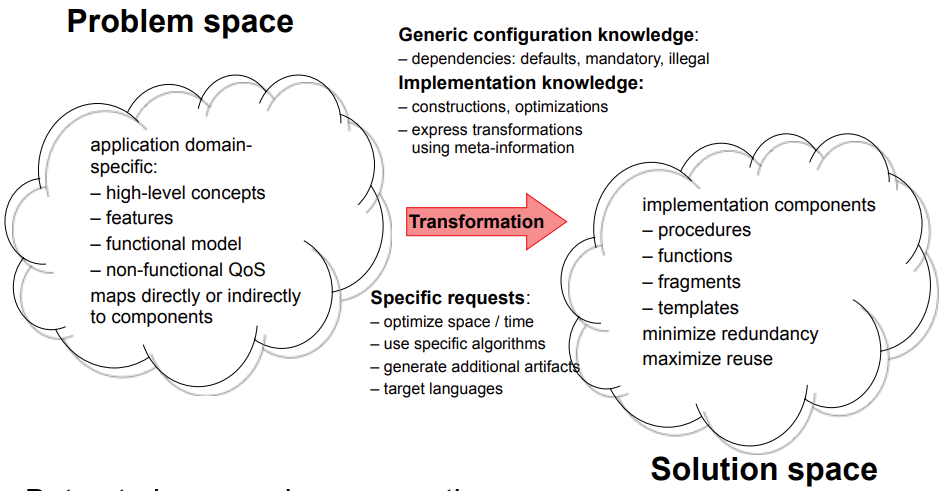 Problem space
Generic configuration knowledge:
– dependencies: defaults, mandatory, illegal
Implementation knowledge:
– constructions, optimizations
– express transformations
using meta-information
application domain-
specific:
– high-level concepts
– features
– functional model
– non-functional QoS
maps directly or indirectly
to components
Transformation
Specific requests:
– optimize space / time
– use specific algorithms
– generate additional artifacts
– target languages
implementation components
– procedures
– functions
– fragments
– templates
minimize redundancy
maximize reuse
Solution space